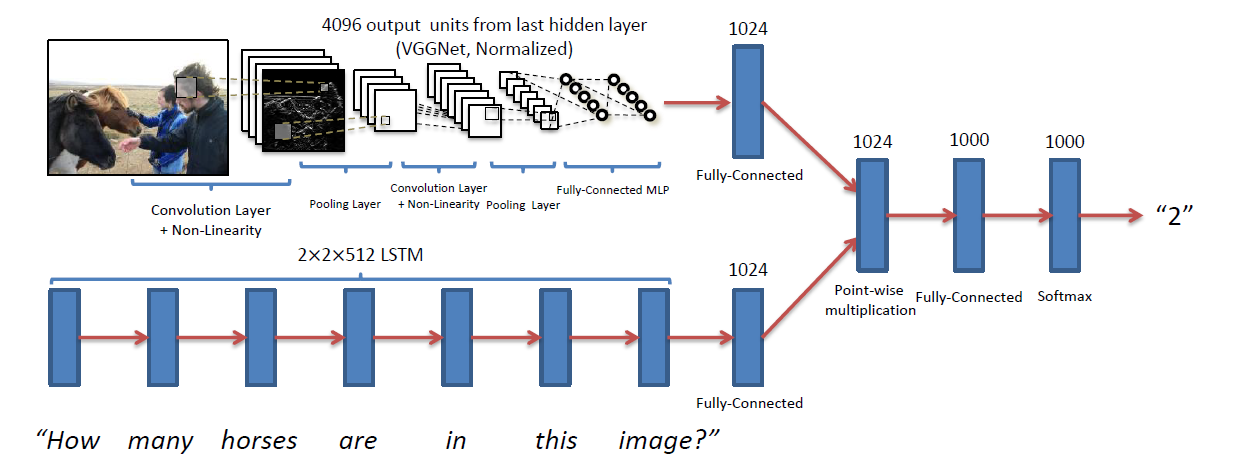 4096 output units from last hidden layer
(VGGNet, Normalized)
1024
Convolution Layer
+ Non-Linearity
Pooling Layer
Convolution Layer
+ Non-Linearity
Pooling Layer
Fully-Connected MLP
Fully-Connected
2×2×512 LSTM
1024
Fully-Connected
1024
Point-wise
multiplication
1000
Fully-Connected
1000
Softmax
“2”
“How many horses are in this image?”